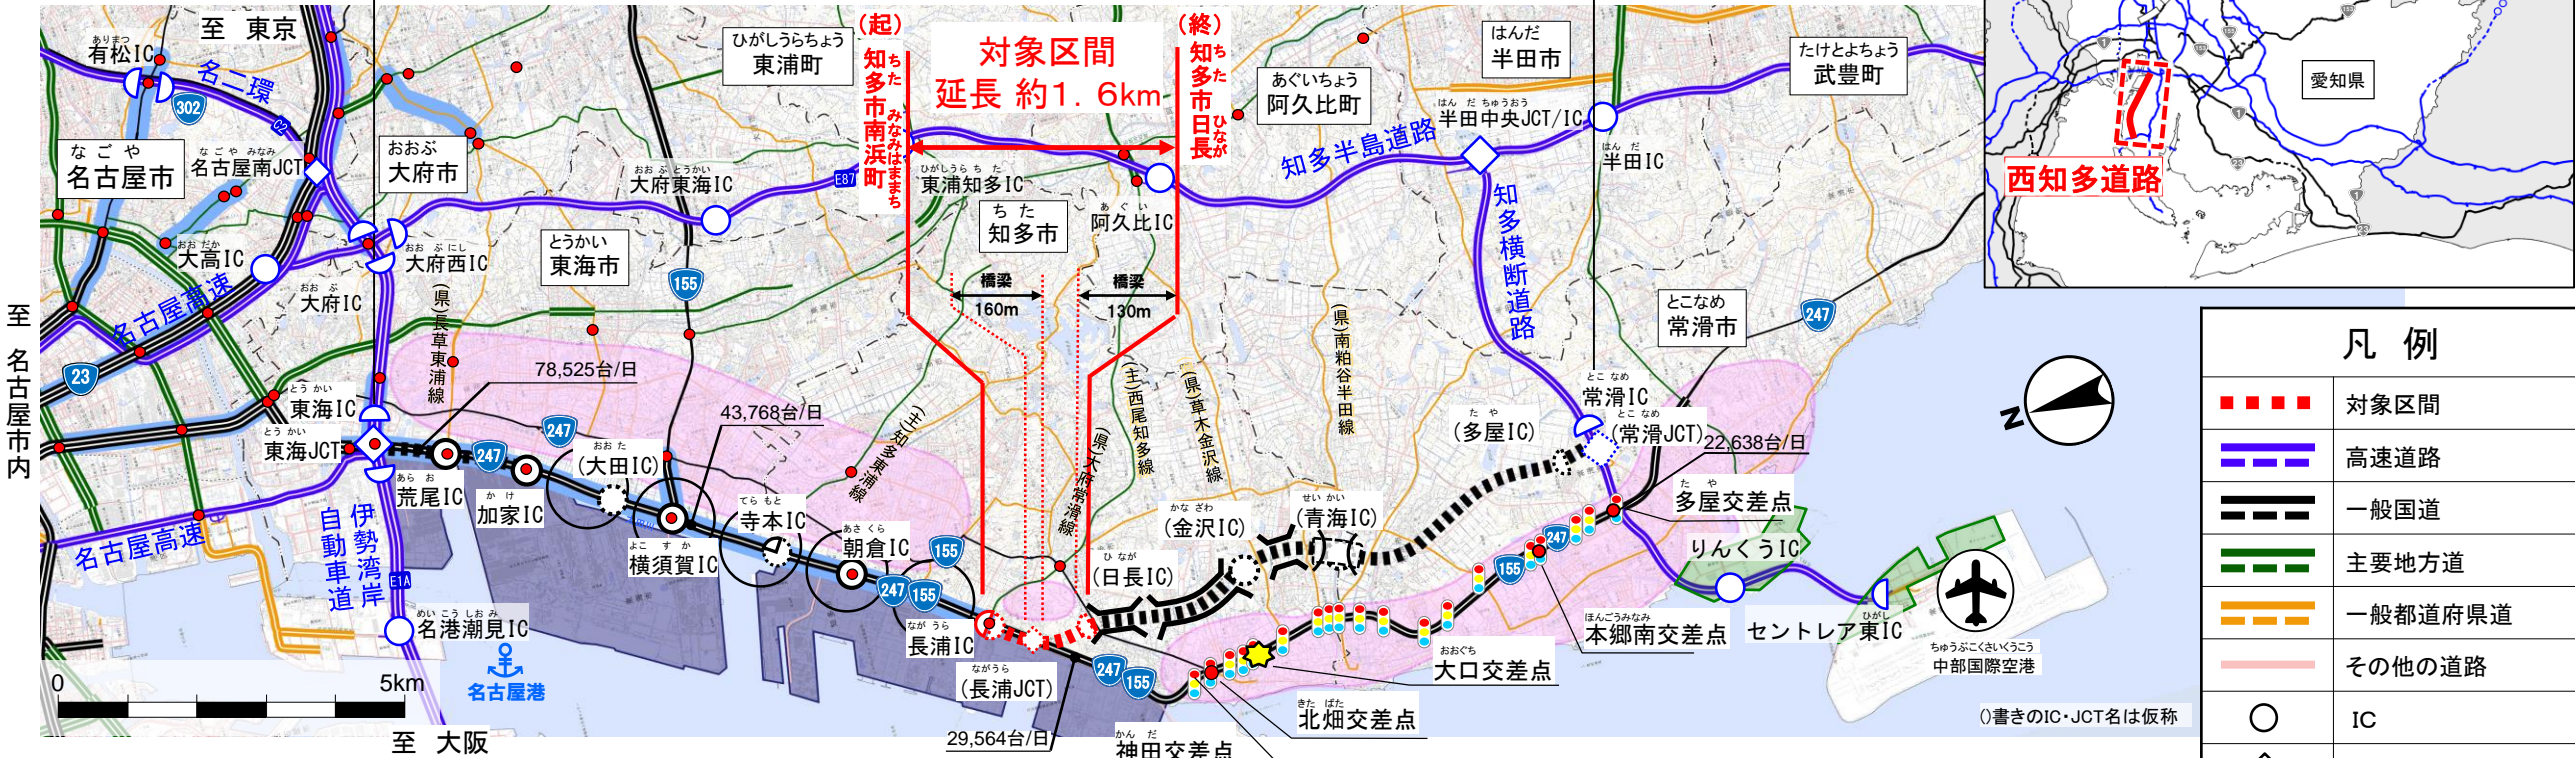 至 東京
ありまつ
有松IC
名二環
302
C2
ひがしうらちょう
東浦町
(起)
知多市南浜町
ちた みなみはままち
対象区間
延長 約1.6km
(終)
知多市日長
ちた ひなが
はんだ
半田市
たけとよちょう
武豊町
あぐいちょう
阿久比町
はん だ ちゅうおう
半田中央JCT/IC
はん だ
半田IC
知多半島道路
なごや
名古屋市
なごやみなみ
名古屋南JCT
おおぶ
大府市
おおぶとうかい
大府東海IC
E87
ひがしうらちた
東浦知多IC
ちた
知多市
あぐい
阿久比IC
おおだか
大高IC
おおぶにし
大府西IC
おおぶ
大府IC
とうかい
東海市
155
名古屋高速
23
(県)長草東浦線
橋梁
160m
橋梁
130m
知多横断道路
(県)南粕谷半田線
とこなめ
常滑市
247
至 名古屋市内
78,525台/日
43,768台/日
とうかい
東海IC
とうかい
東海JCT
247
247
おおた
(大田IC)
(主)知多東浦線
(県)大府常滑線
(主)西尾知多線
(県)草木金沢線
たや
(多屋IC)
とこなめ
常滑IC
とこなめ
(常滑JCT)
22,638台/日
たや
多屋交差点
あらお
荒尾IC
かけ
加家IC
よこすか
横須賀IC
てらもと
寺本IC
あさくら
朝倉IC
155
247
155
ひなが
(日長IC)
かなざわ
(金沢IC)
せいかい
(青海IC)
247
155
りんくうIC
名古屋高速
伊勢湾岸自動車道
E1A
めいこうしおみ
名港潮見IC
名古屋港
ながうら
長浦IC
ながうら
(長浦JCT)
247
155
29,564台/日
かんだ
神田交差点
きたばた
北畑交差点
おおぐち
大口交差点
ほんごうみなみ
本郷南交差点
ひがし
セントレア東IC
ちゅうぶこくさいくうこう
中部国際空港
0 5km
至 大阪
()書きのIC・JCT名は仮称
N
愛知県
西知多道路
凡 例
対象区間
高速道路
一般国道
主要地方道
一般都道府県道
その他の道路
IC